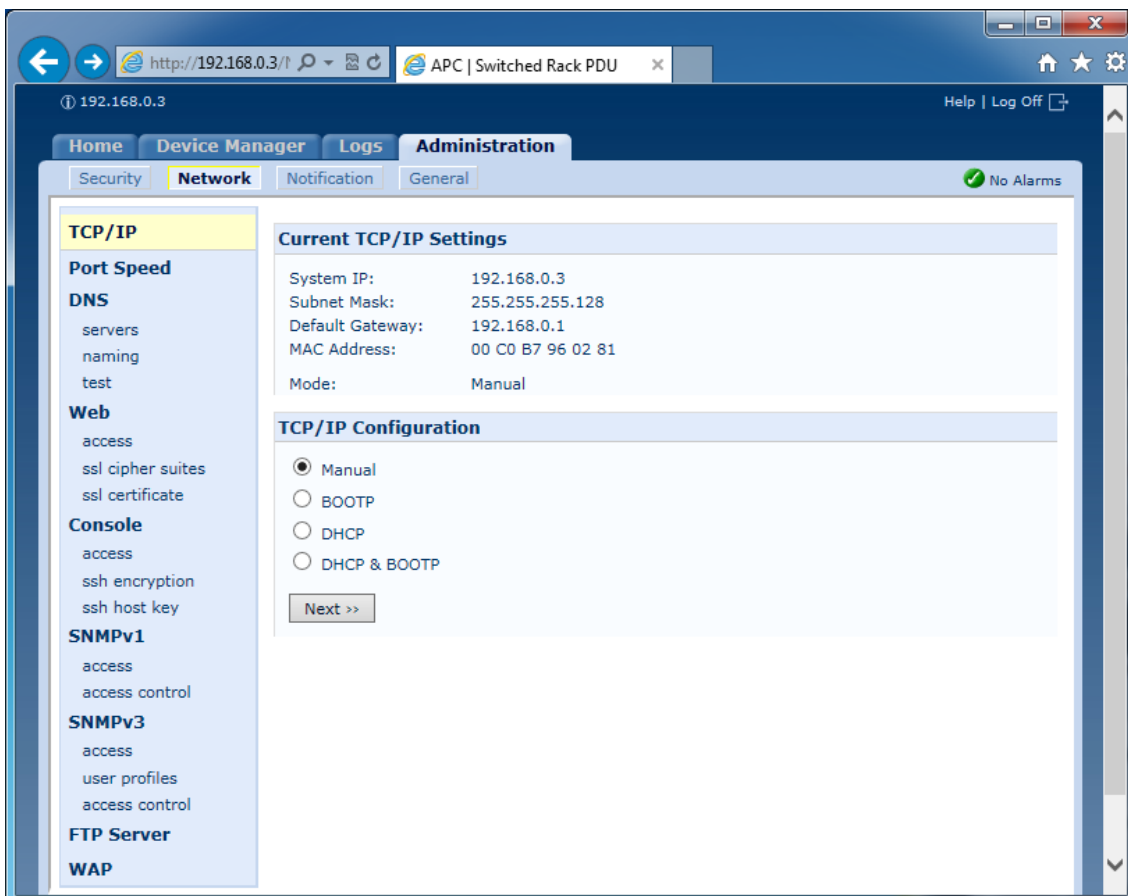 http://192.168.0.3/
APC | Switched Rack PDU
192.168.0.3
Help | Log Off
Home Device Manager Logs Administration
Security Network Notification General
No Alarms
TCP/IP
Port Speed
DNS
servers
naming
test
Web
access
ssl cipher suites
ssl certificate
Console
access
ssh encryption
ssh host key
SNMPv1
access
access control
SNMPv3
access
user profiles
access control
FTP Server
WAP
Current TCP/IP Settings
System IP: 192.168.0.3
Subnet Mask: 255.255.255.128
Default Gateway: 192.168.0.1
MAC Address: 00 C0 B7 96 02 81
Mode: Manual
TCP/IP Configuration
Manual
BOOTP
DHCP
DHCP & BOOTP
Next >>